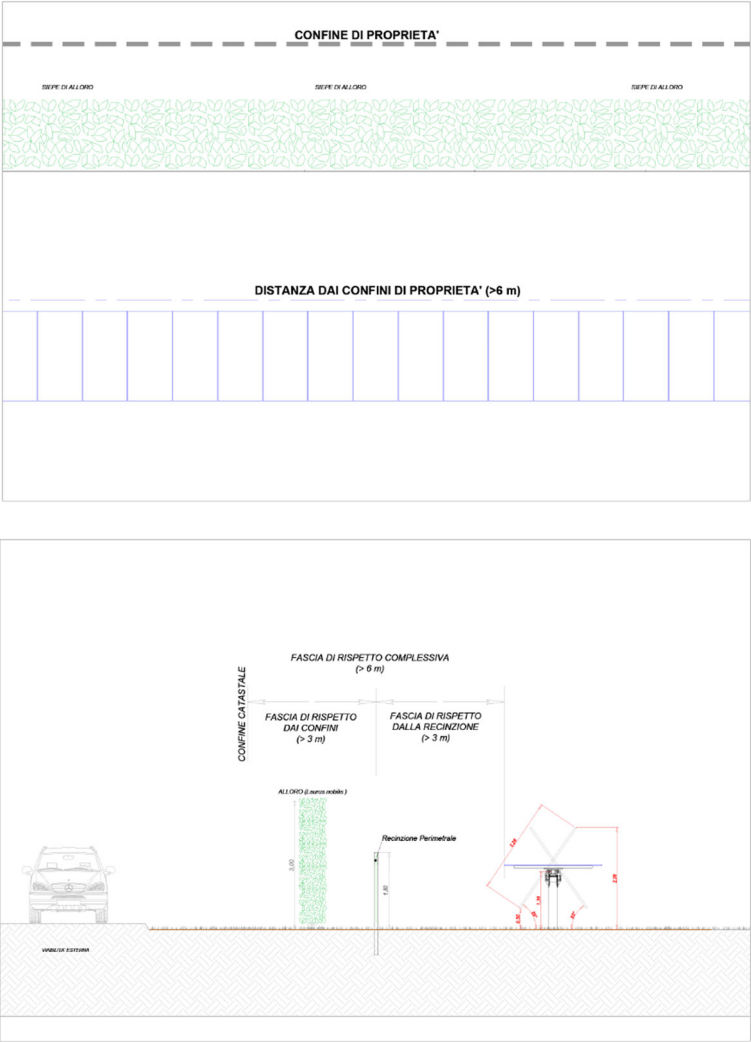 CONFINE DI PROPRIETA'
SIEPE DI ALLORO
SIEPE DI ALLORO
SIEPE DI ALLORO
DISTANZA DAI CONFINI DI PROPRIETA' (>6 m)
FASCIA DI RISPETTO COMPLESSIVA
(> 6 m)
CONFINE CATASTALE
FASCIA DI RISPETTO
DAI CONFINI
(> 3 m)
FASCIA DI RISPETTO
DALLA RECINZIONE
(> 3 m)
ALLORO (Laurus nobilis )
Recinzione Perimetrale
3,00
VIABILITA' ESTERNA